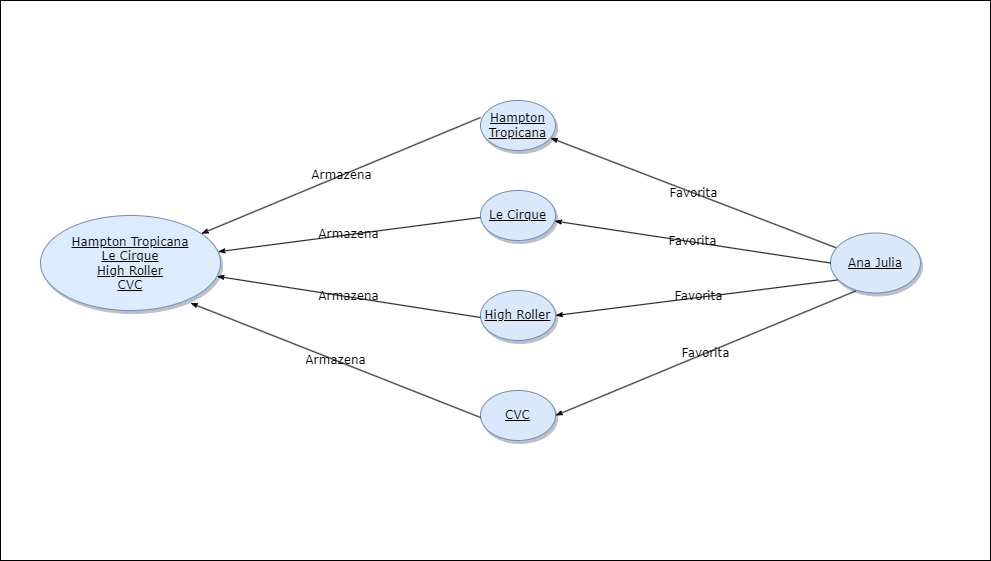 Hampton
Tropicana
Armazena
Favorita
Le Cirque
Armazena
Favorita
Hampton Tropicana
Le Cirque
High Roller
CVC
Ana Julia
Armazena
Favorita
High Roller
Armazena
Favorita
CVC